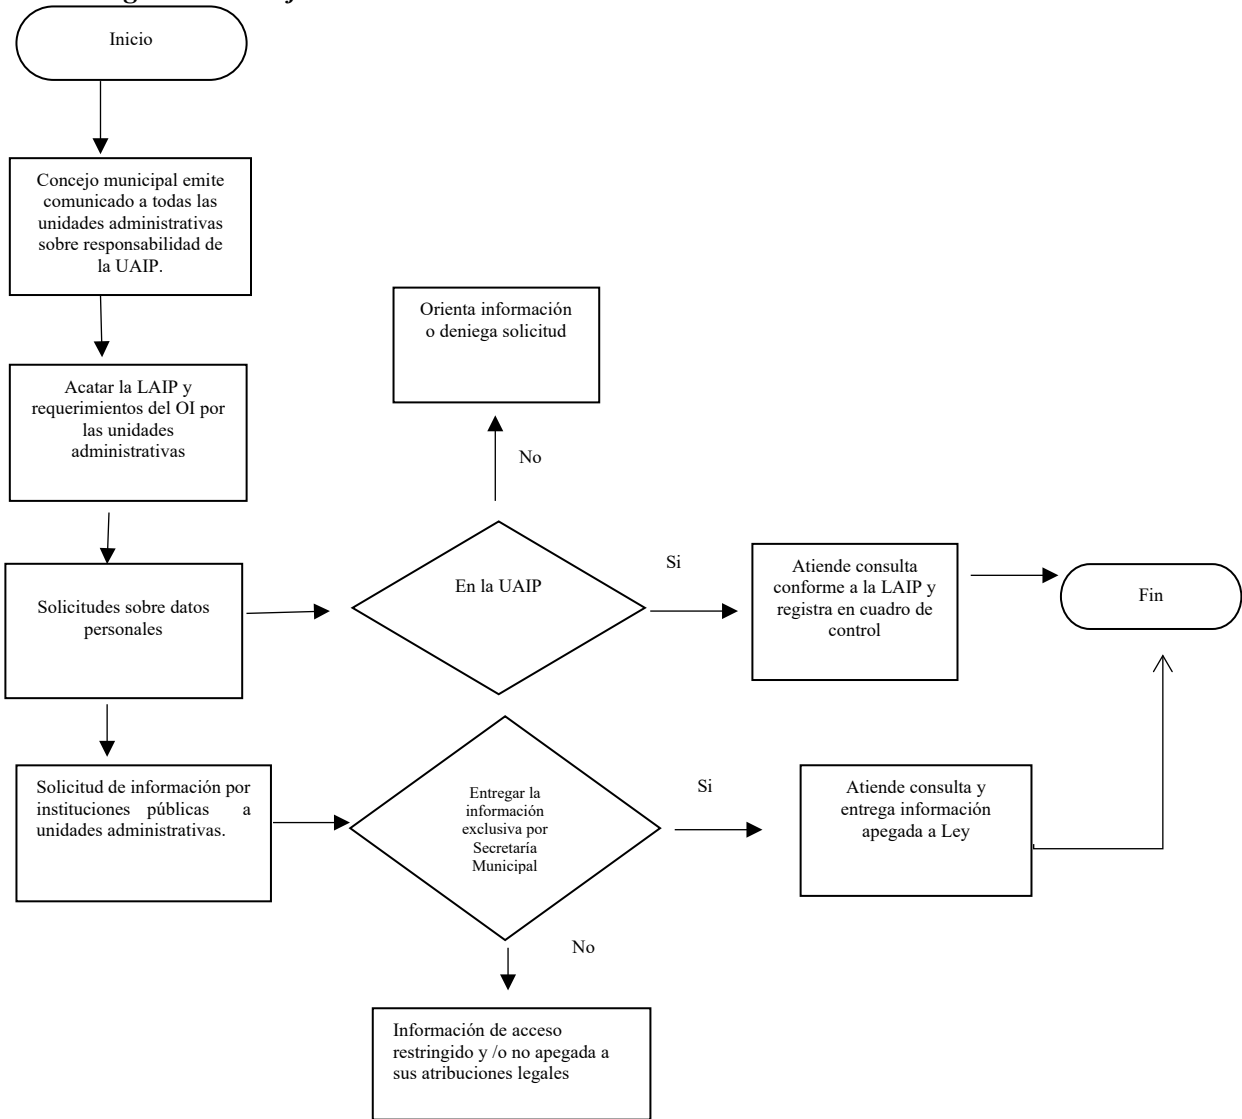 Inicio
Concejo municipal emite
comunicado a todas las
unidades administrativas
sobre responsabilidad de
la UAIP.
Orienta información
o deniega solicitud
Acatar la LAIP y
requerimientos del OI por
las unidades
administrativas
No
En la UAIP
Si
Atiende consulta
conforme a la LAIP y
registra en cuadro de
control
Fin
Solicitudes sobre datos
personales
Solicitud de información por
instituciones públicas a
unidades administrativas.
Entregar la
información
exclusiva por
Secretaría
Municipal
Si
Atiende consulta y
entrega información
apegada a Ley
No
Información de acceso
restringido y /o no apegada a
sus atribuciones legales